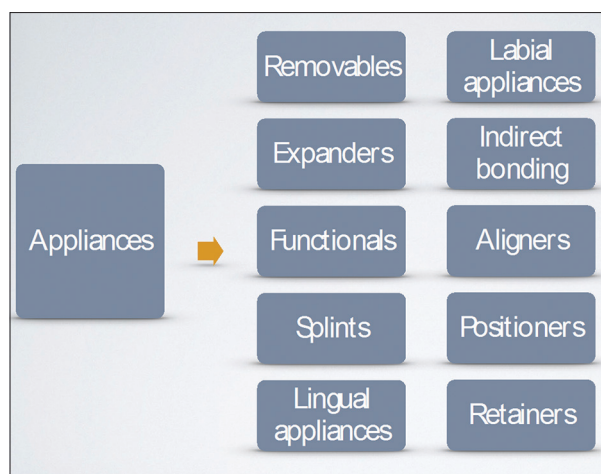 Appliances
Removables
Expanders
Functionals
Splints
Lingual
appliances
Labial
appliances
Indirect
bonding
Aligners
Positioners
Retainers